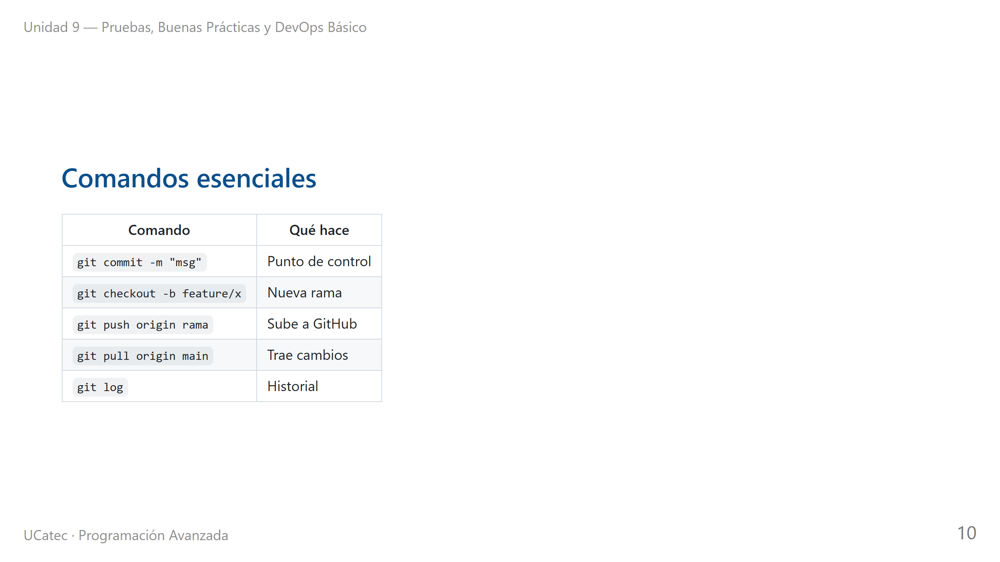 Unidad 9 — Pruebas, Buenas Prácticas y DevOps Básico
Comandos esenciales
Comando Qué hace
git commit -m "msg" Punto de control
git checkout -b feature/x Nueva rama
git push origin rama Sube a GitHub
git pull origin main Trae cambios
git log Historial
UCatec · Programación Avanzada
10